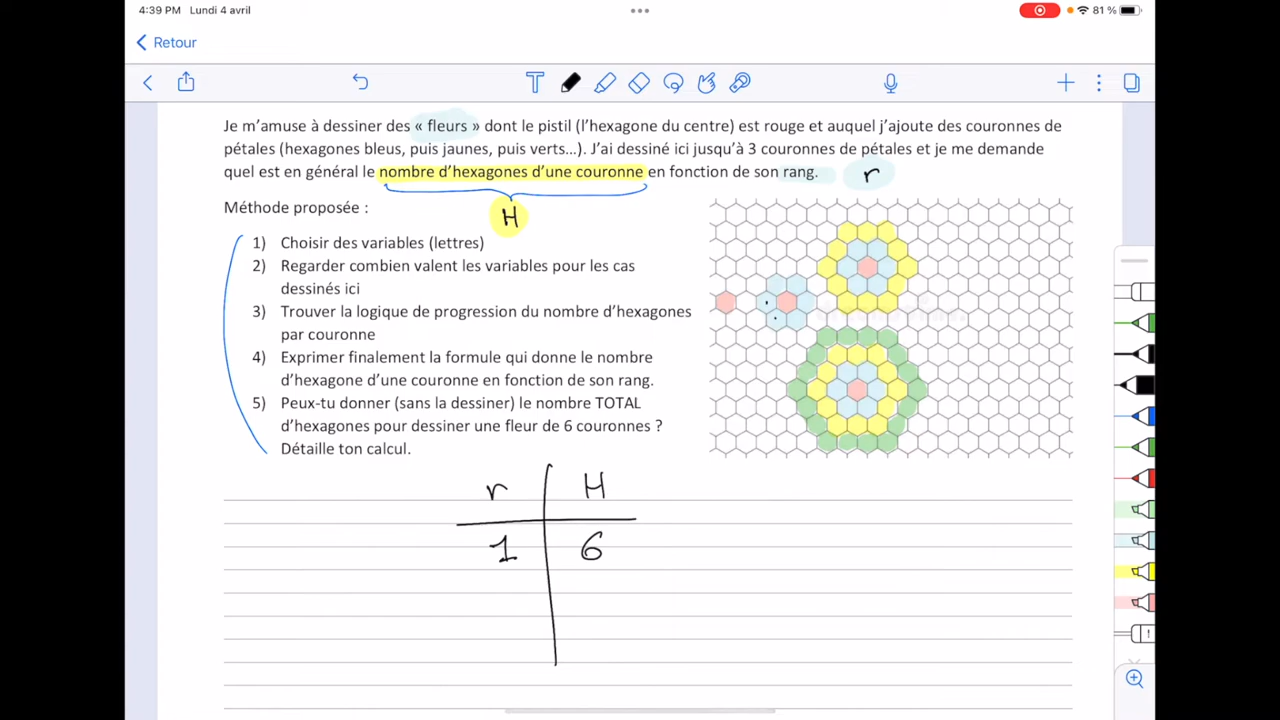 4:39 PM Lundi 4 avril
81 %
Retour
Je m'amuse à dessiner des « fleurs » dont le pistil (l'hexagone du centre) est rouge et auquel j'ajoute des couronnes de
pétales (hexagones bleus, puis jaunes, puis verts...). J'ai dessiné ici jusqu'à 3 couronnes de pétales et je me demande
quel est en général le nombre d'hexagones d'une couronne en fonction de son rang. r
H
Méthode proposée :
1) Choisir des variables (lettres)
2) Regarder combien valent les variables pour les cas
dessinés ici
3) Trouver la logique de progression du nombre d'hexagones
par couronne
4) Exprimer finalement la formule qui donne le nombre
d'hexagone d'une couronne en fonction de son rang.
5) Peux-tu donner (sans la dessiner) le nombre TOTAL
d'hexagones pour dessiner une fleur de 6 couronnes ?
Détaille ton calcul.
r H
1 6